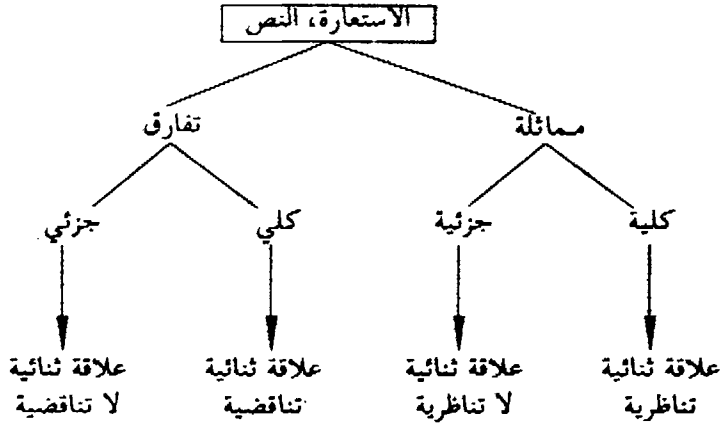 الاستعارة، النص
مماثلة
تفارق
كلية
جزئية
كلي
جزئي
علاقة ثنائية
تناظرية
علاقة ثنائية
لا تناظرية
علاقة ثنائية
تناقضية
علاقة ثنائية
لا تناقضية